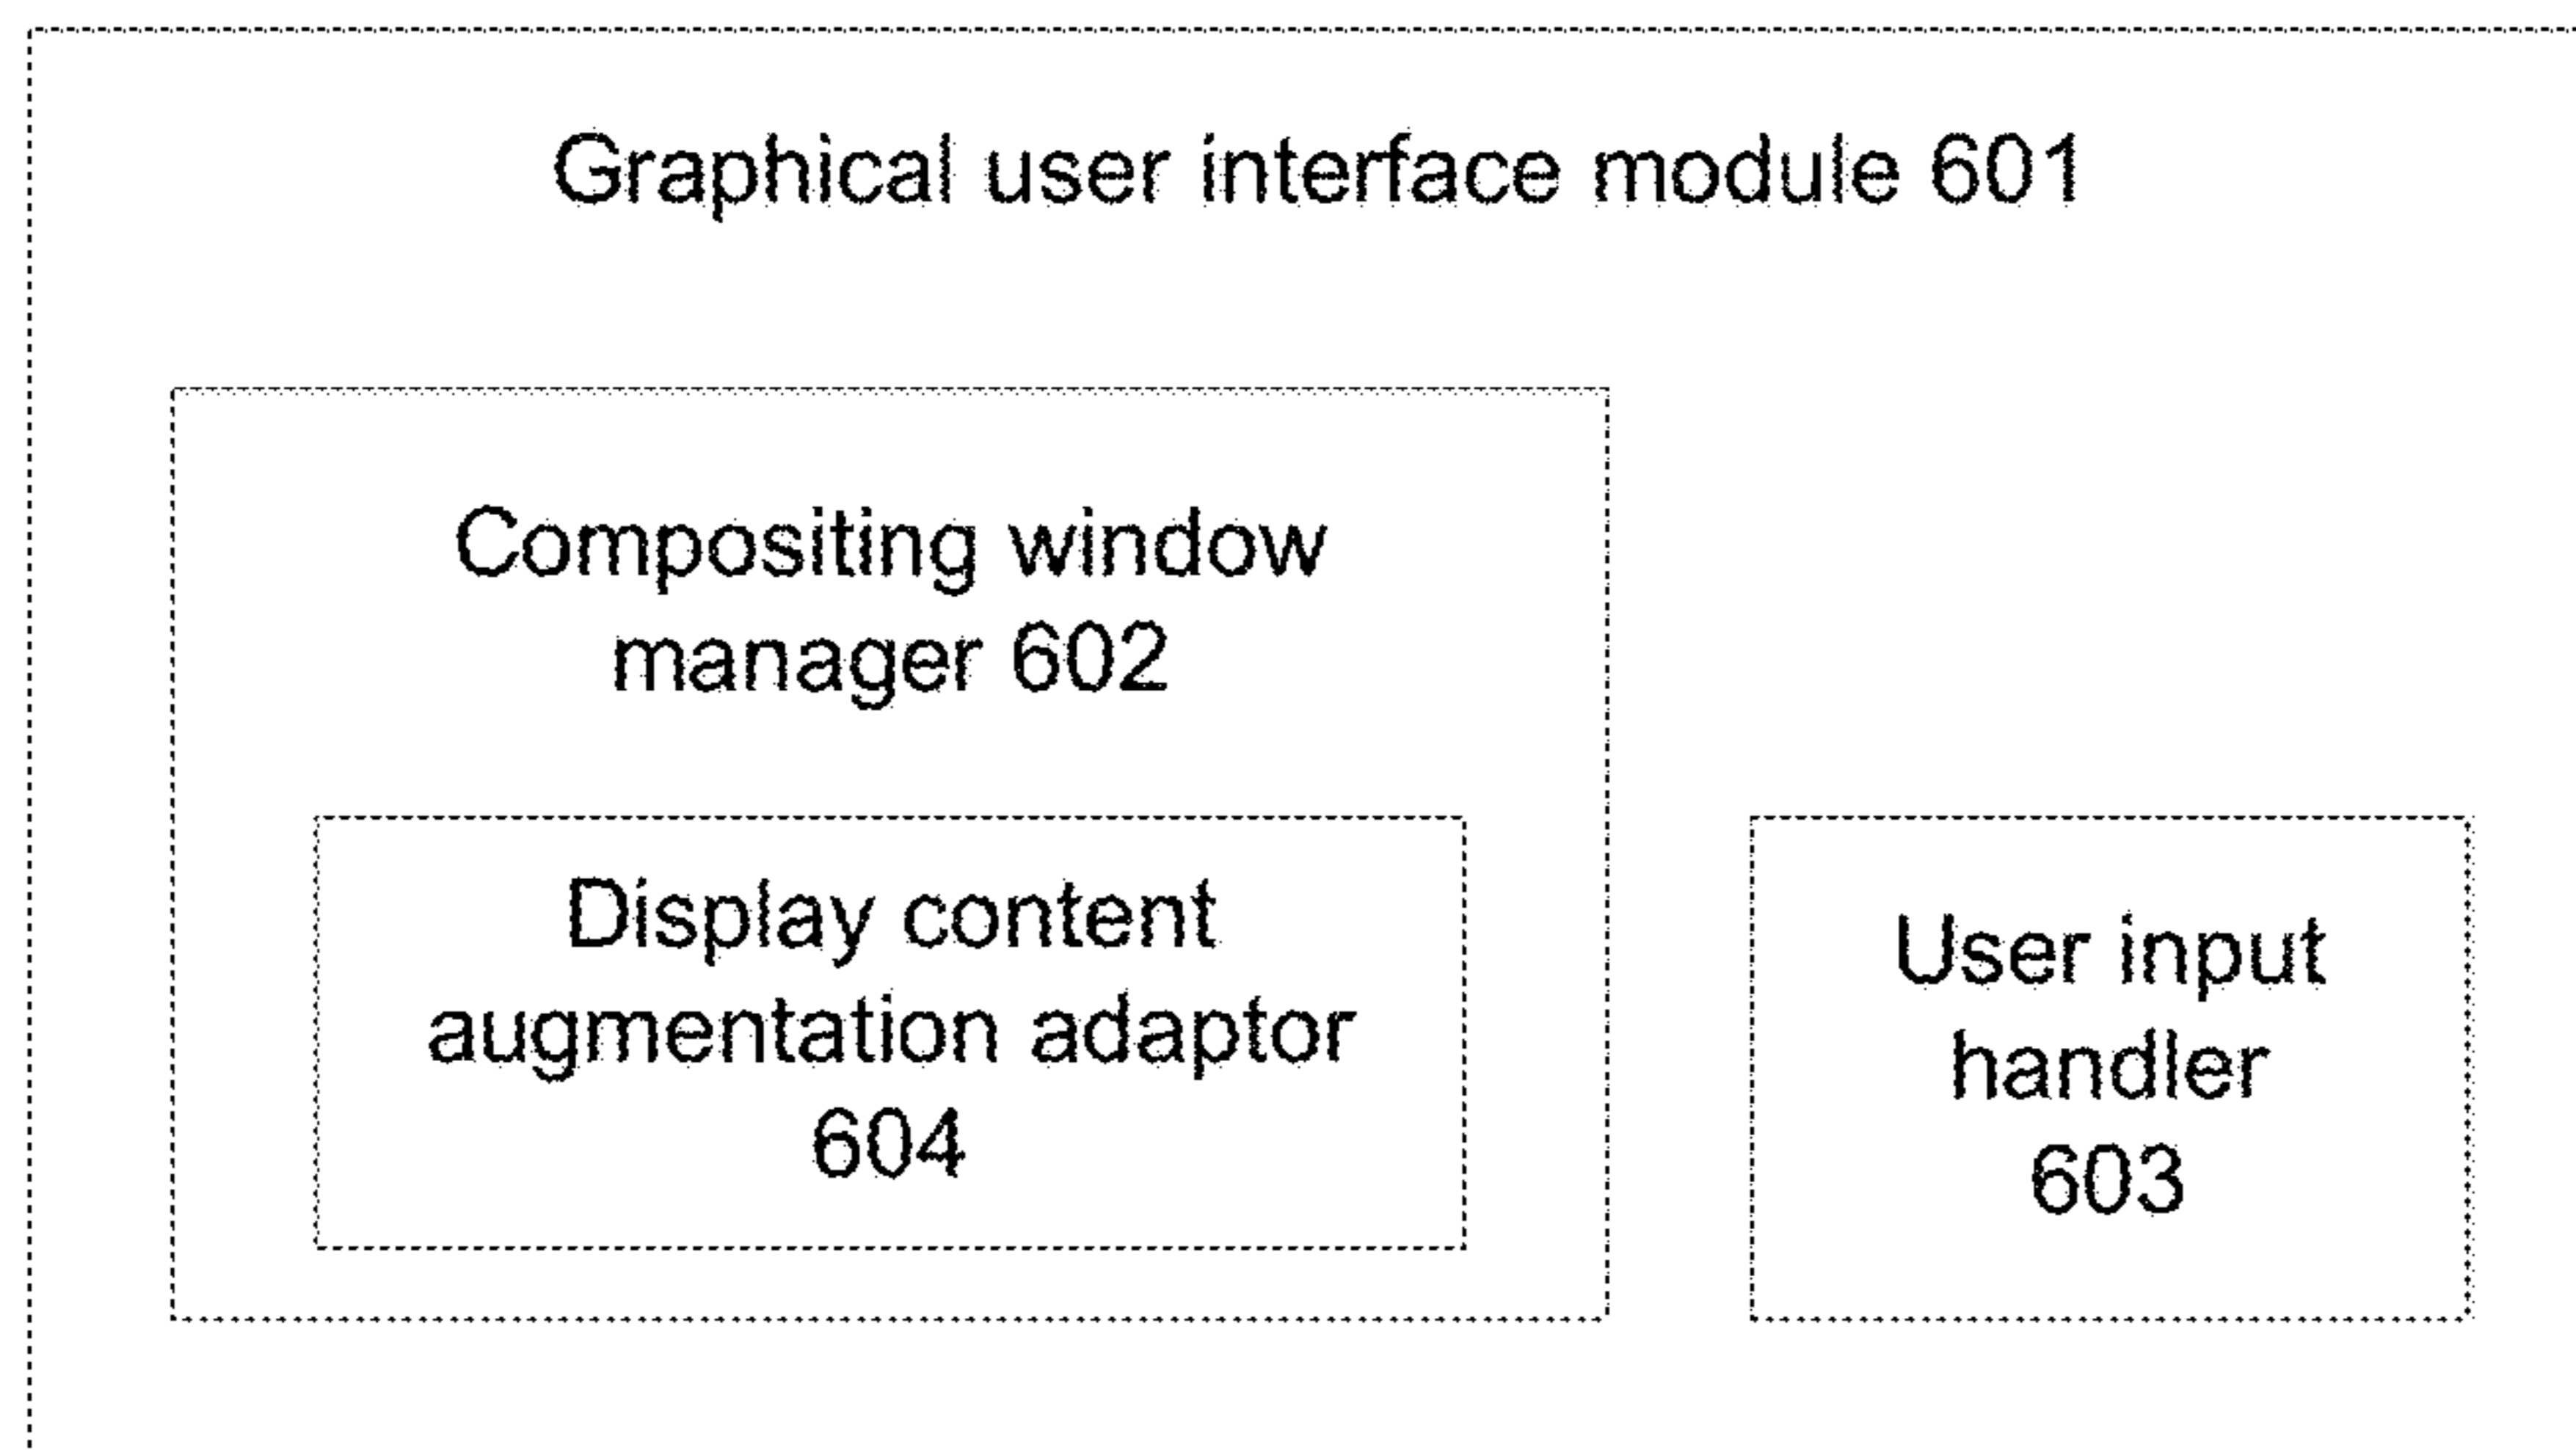 Graphical user interface module 601
Compositing window
manager 602
Display content
augmentation adaptor
604
User input
handler
603